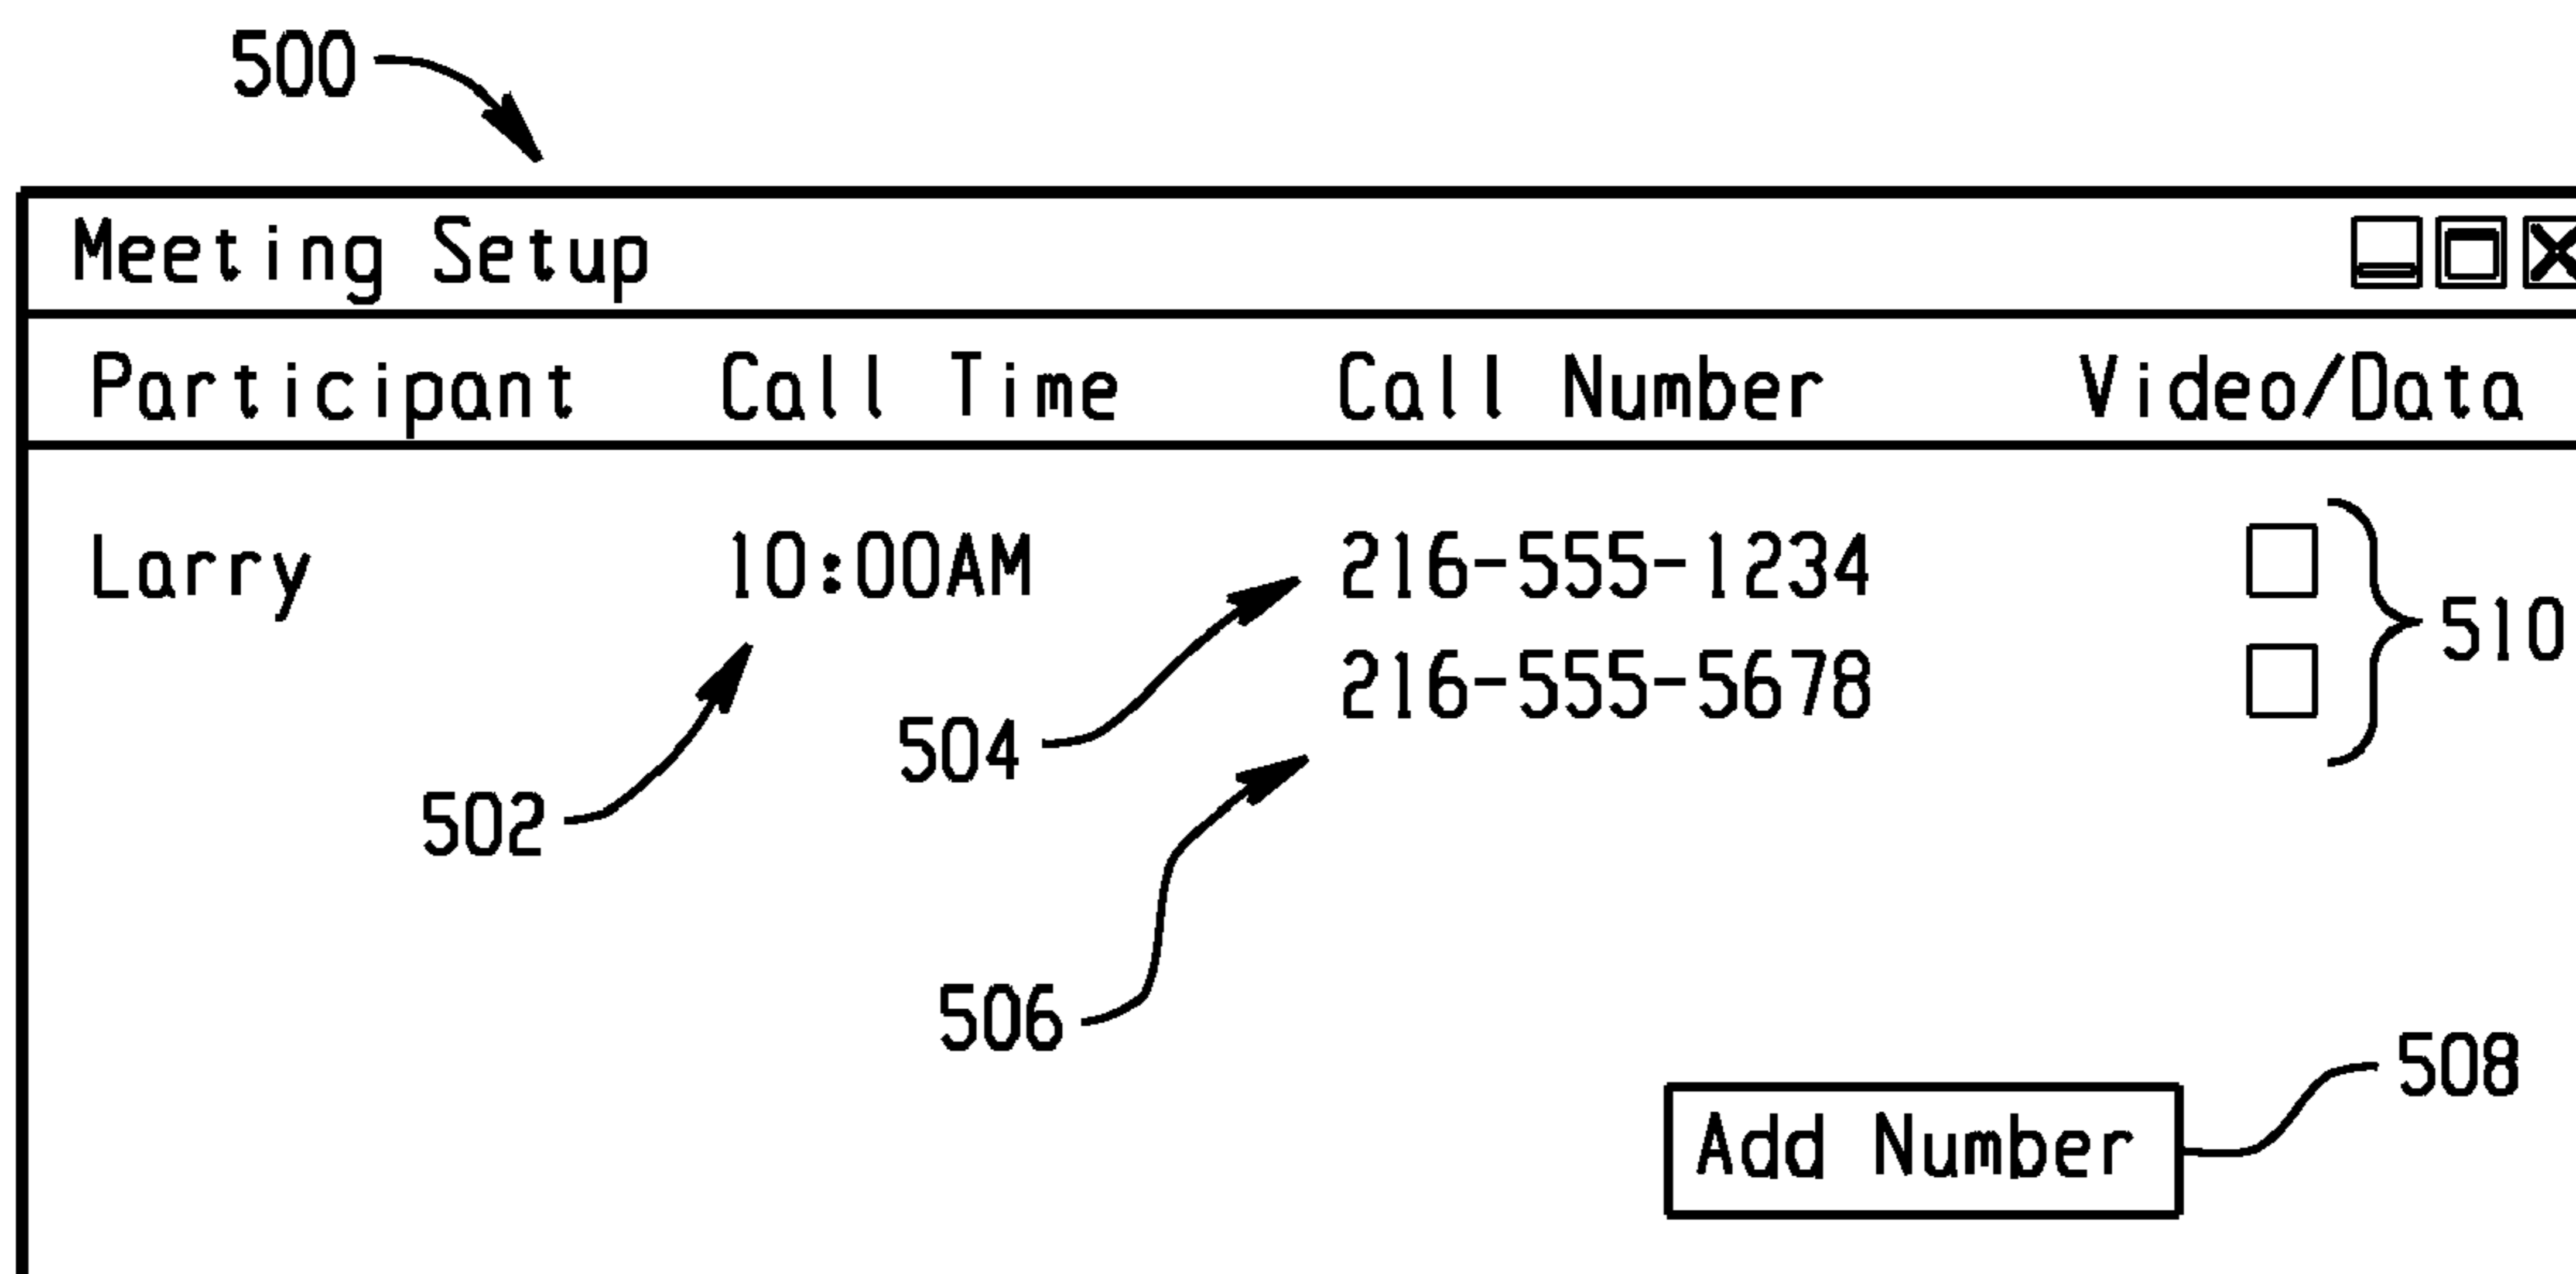 500
Meeting Setup
Participant Call Time Call Number Video/Data
Larry 10:00AM 216-555-1234
510
216-555-5678
504
502
506
508
Add Number